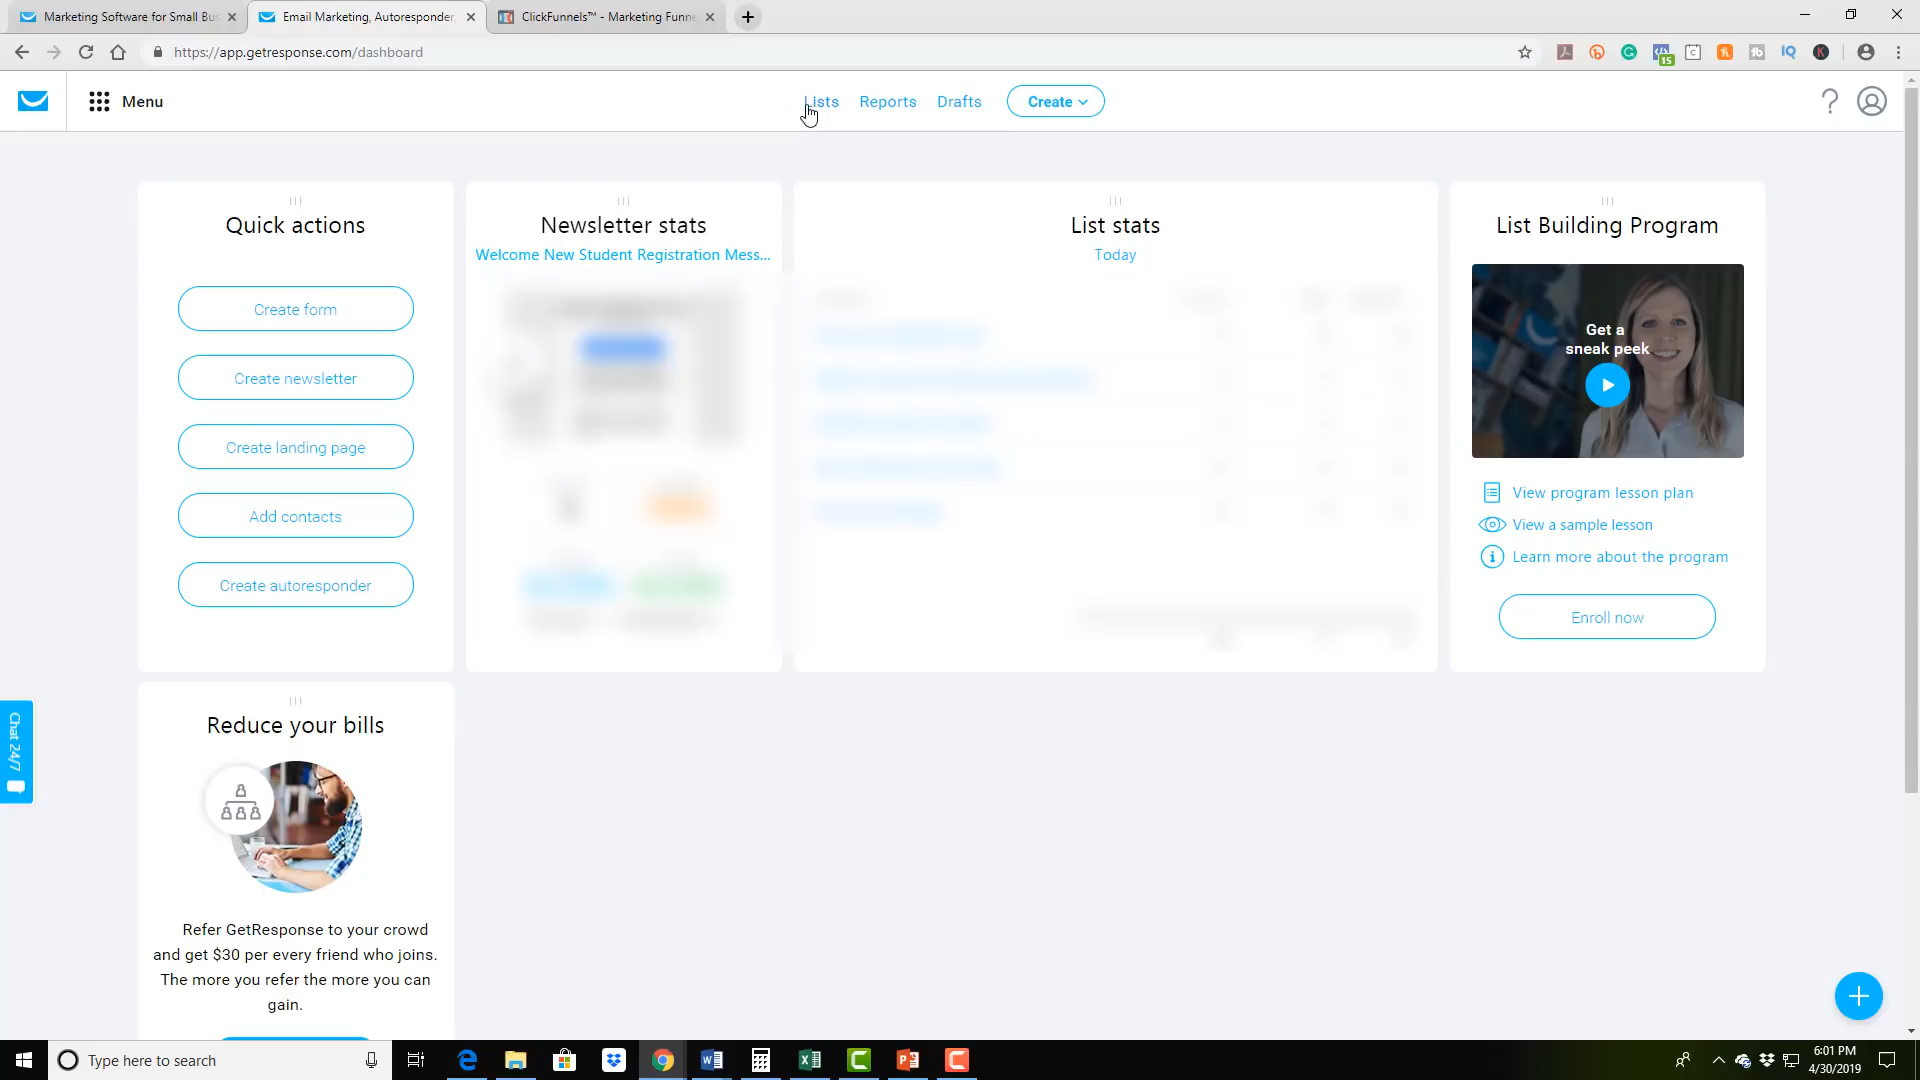 Marketing Software for Small Bus
Email Marketing, Autoresponder,
ClickFunnels™ - Marketing Funne
https://app.getresponse.com/dashboard
15
Menu
Lists
Reports
Drafts
Create
Quick actions
Create form
Create newsletter
Create landing page
Add contacts
Create autoresponder
Newsletter stats
Welcome New Student Registration Mess...
List stats
Today
List Building Program
Get a
sneak peek
View program lesson plan
View a sample lesson
Learn more about the program
Enroll now
Chat 24/7
Reduce your bills
Refer GetResponse to your crowd
and get $30 per every friend who joins.
The more you refer the more you can
gain.
Type here to search
6:01 PM
4/30/2019